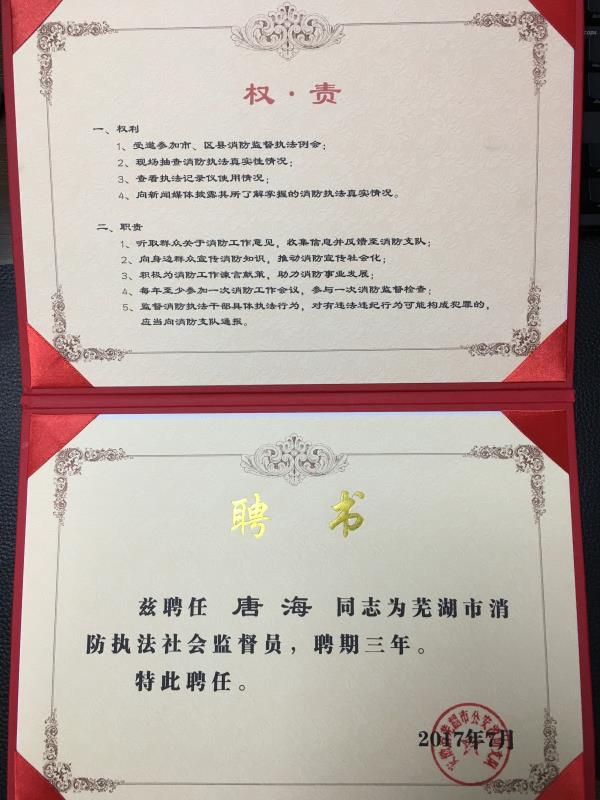 权·责
一、权利
1、受邀参加市、区县消防监督执法例会；
2、现场抽查消防执法真实性情况；
3、查看执法记录仪使用情况；
4、向新闻媒体披露其所了解掌握的消防执法真实情况。
二、职责
1、听取群众关于消防工作意见，收集信息并反馈至消防支队；
2、向身边群众宣传消防知识，推动消防宣传社会化；
3、积极为消防工作谏言献策，助力消防事业发展；
4、每年至少参加一次消防工作会议，参与一次消防监督检查；
5、监督消防执法干部具体执法行为，对有违法违纪行为可能构成犯罪的，
应当向消防支队通报。
聘 书
兹聘任 唐海 同志为芜湖市消
防执法社会监督员，聘期三年。
特此聘任。
2017年7月